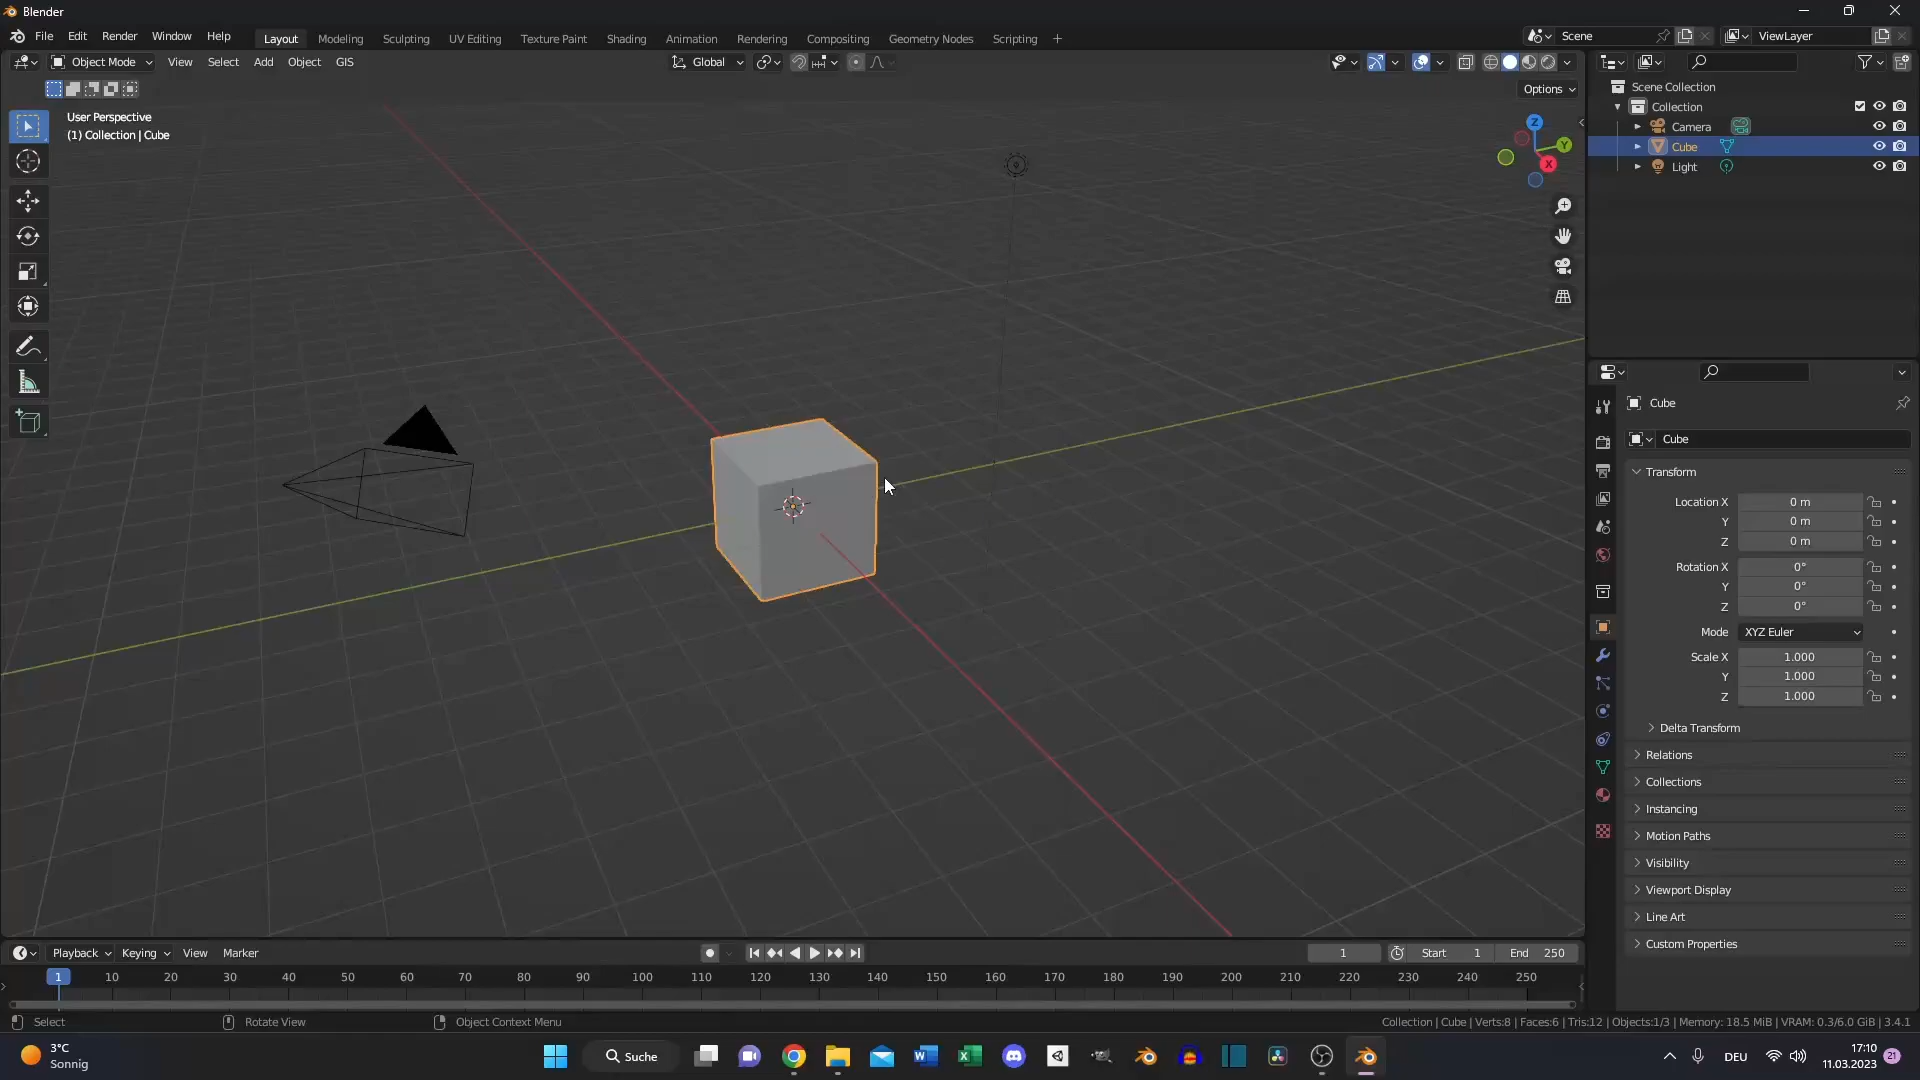 Blender
File Edit Render Window Help
Layout Modeling Sculpting UV Editing Texture Paint Shading Animation Rendering Compositing Geometry Nodes Scripting +
Scene
ViewLayer
Object Mode View Select Add Object GIS
Global
Options
User Perspective
(1) Collection | Cube
Z
Y
X
Scene Collection
Collection
Camera
Cube
Light
Cube
Cube
Transform
Location X 0 m
Y 0 m
Z 0 m
Rotation X 0°
Y 0°
Z 0°
Mode XYZ Euler
Scale X 1.000
Y 1.000
Z 1.000
Delta Transform
Relations
Collections
Instancing
Motion Paths
Visibility
Viewport Display
Line Art
Custom Properties
Playback Keying View Marker
1 Start 1 End 250
1 10 20 30 40 50 60 70 80 90 100 110 120 130 140 150 160 170 180 190 200 210 220 230 240 250
Select Rotate View Object Context Menu
Collection | Cube | Verts:8 | Faces:6 | Tris:12 | Objects:1/3 | Memory: 18.5 MiB | VRAM: 0.3/6.0 GiB | 3.4.1
3°C
Sonnig
Suche
DEU
17:10
11.03.2023
21